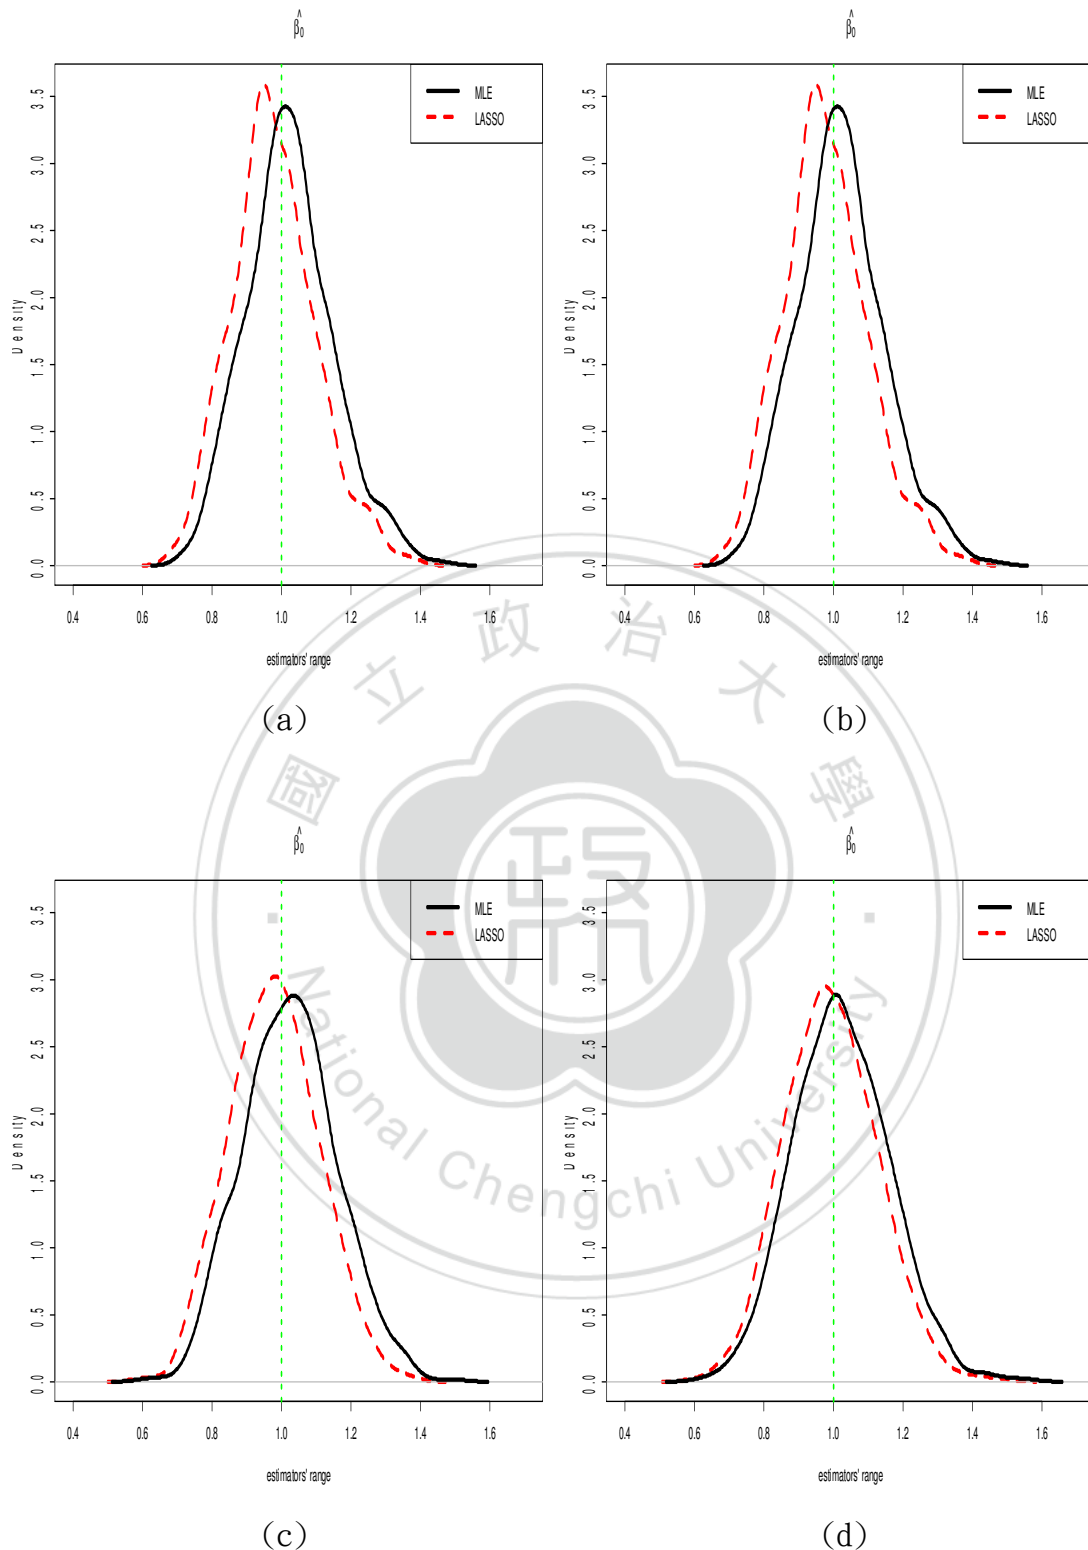 β̂0
β̂0
MLE
LASSO
MLE
LASSO
Density
0.0 0.5 1.0 1.5 2.0 2.5 3.0 3.5
Density
0.0 0.5 1.0 1.5 2.0 2.5 3.0 3.5
0.4 0.6 0.8 1.0 1.2 1.4 1.6
0.4 0.6 0.8 1.0 1.2 1.4 1.6
estimators' range
estimators' range
(a)
(b)
國立政治大學
政
National Chengchi University
β̂0
β̂0
MLE
LASSO
MLE
LASSO
Density
0.0 0.5 1.0 1.5 2.0 2.5 3.0 3.5
Density
0.0 0.5 1.0 1.5 2.0 2.5 3.0 3.5
0.4 0.6 0.8 1.0 1.2 1.4 1.6
0.4 0.6 0.8 1.0 1.2 1.4 1.6
estimators' range
estimators' range
(c)
(d)